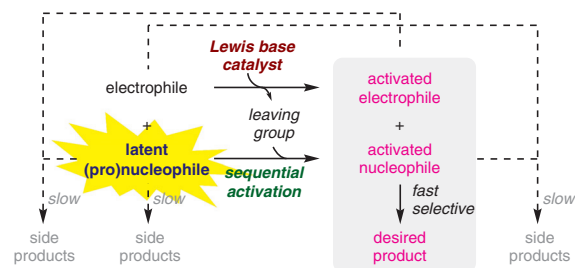 Lewis base
catalyst
electrophile
activated
electrophile
leaving
group
+
+
latent
(pro)nucleophile
activated
nucleophile
sequential
activation
slow
slow
fast
selective
slow
side
products
side
products
desired
product
side
products